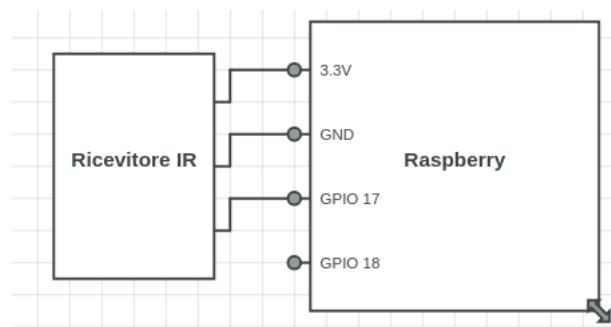 3.3V
GND
Ricevitore IR
Raspberry
GPIO 17
GPIO 18